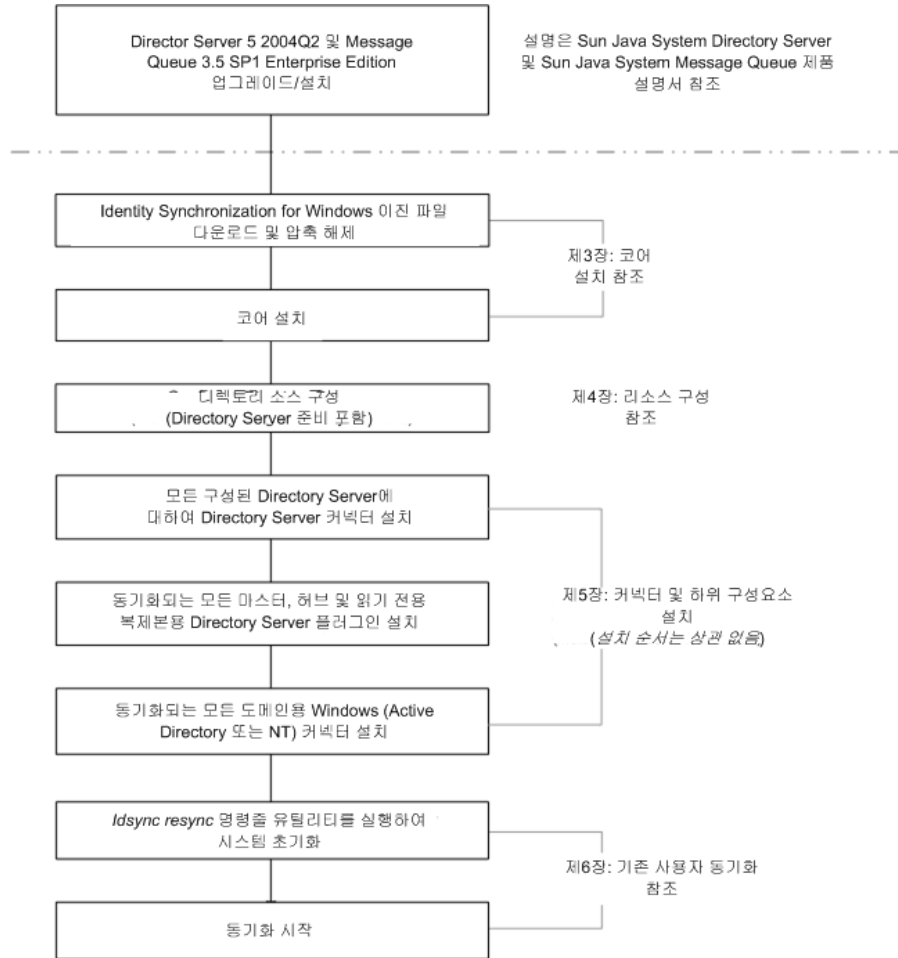 Director Server 5 2004Q2 및 Message
Queue 3.5 SP1 Enterprise Edition
업그레이드/설치
설명은 Sun Java System Directory Server
및 Sun Java System Message Queue 제품
설명서 참조
Identity Synchronization for Windows 이진 파일
다운로드 및 압축 해제
제3장: 코어
설치 참조
코어 설치
디렉토리 소스 구성
(Directory Server 준비 포함)
제4장: 리소스 구성
참조
모든 구성된 Directory Server에
대하여 Directory Server 커넥터 설치
동기화되는 모든 마스터, 허브 및 읽기 전용
복제본용 Directory Server 플러그인 설치
제5장: 커넥터 및 하위 구성요소
설치
(설치 순서는 상관 없음)
동기화되는 모든 도메인용 Windows (Active
Directory 또는 NT) 커넥터 설치
Idsync resync 명령줄 유틸리티를 실행하여
시스템 초기화
제6장: 기존 사용자 동기화
참조
동기화 시작